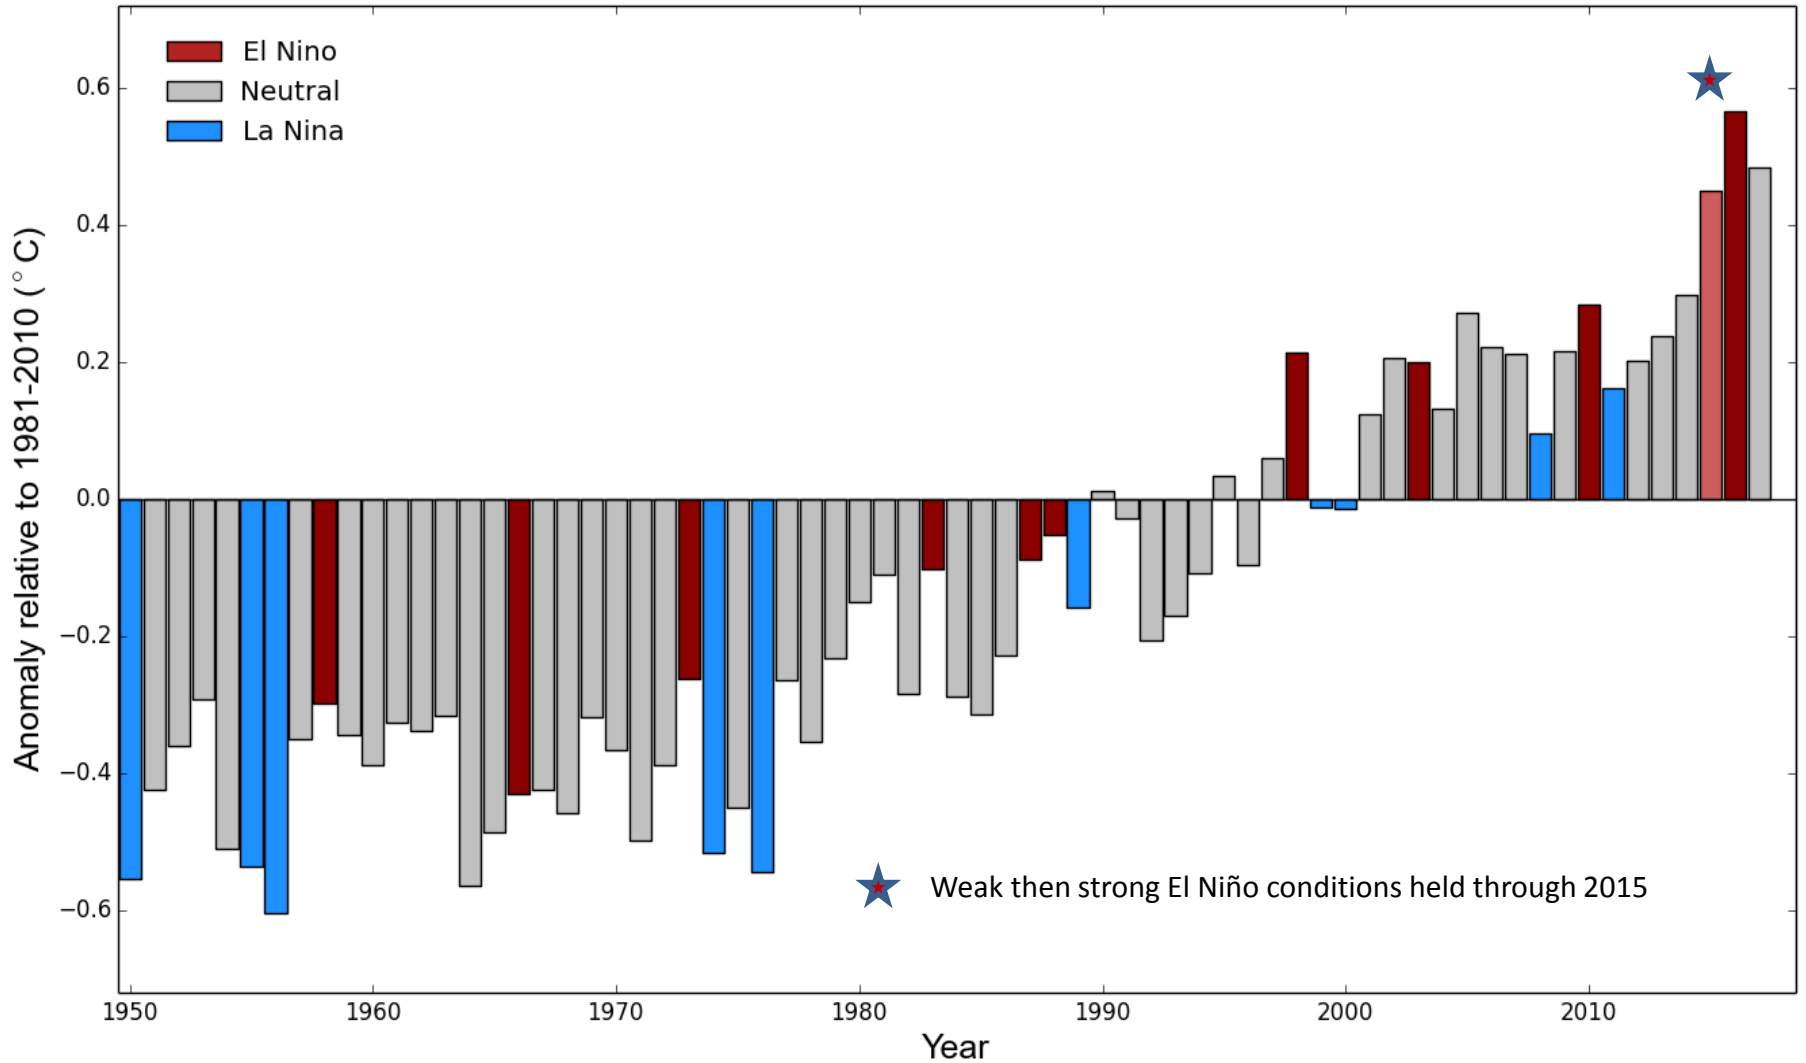 El Nino
Neutral
La Nina
0.6
0.4
0.2
0.0
−0.2
−0.4
−0.6
Anomaly relative to 1981-2010 (°C)
Weak then strong El Niño conditions held through 2015
1950 1960 1970 1980 1990 2000 2010
Year